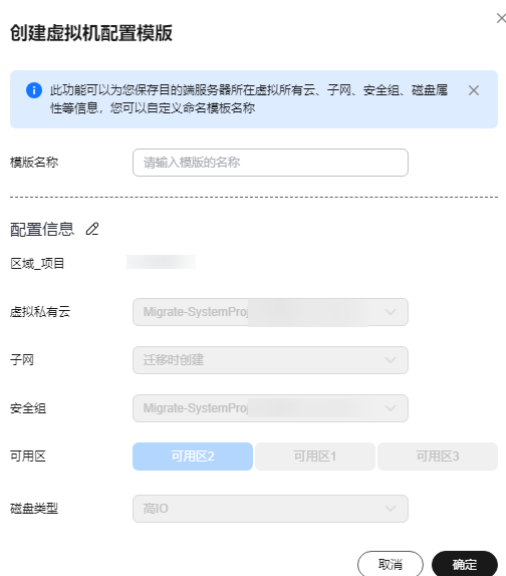 创建虚拟机配置模版
此功能可以为您保存目的端服务器所在虚拟所有云、子网、安全组、磁盘属
性等信息，您可以自定义命名模板名称
模版名称 请输入模版的名称
配置信息
区域_项目
虚拟私有云 Migrate-SystemProj
子网 迁移时创建
安全组 Migrate-SystemProj
可用区 可用区2 可用区1 可用区3
磁盘类型 高IO
取消 确定